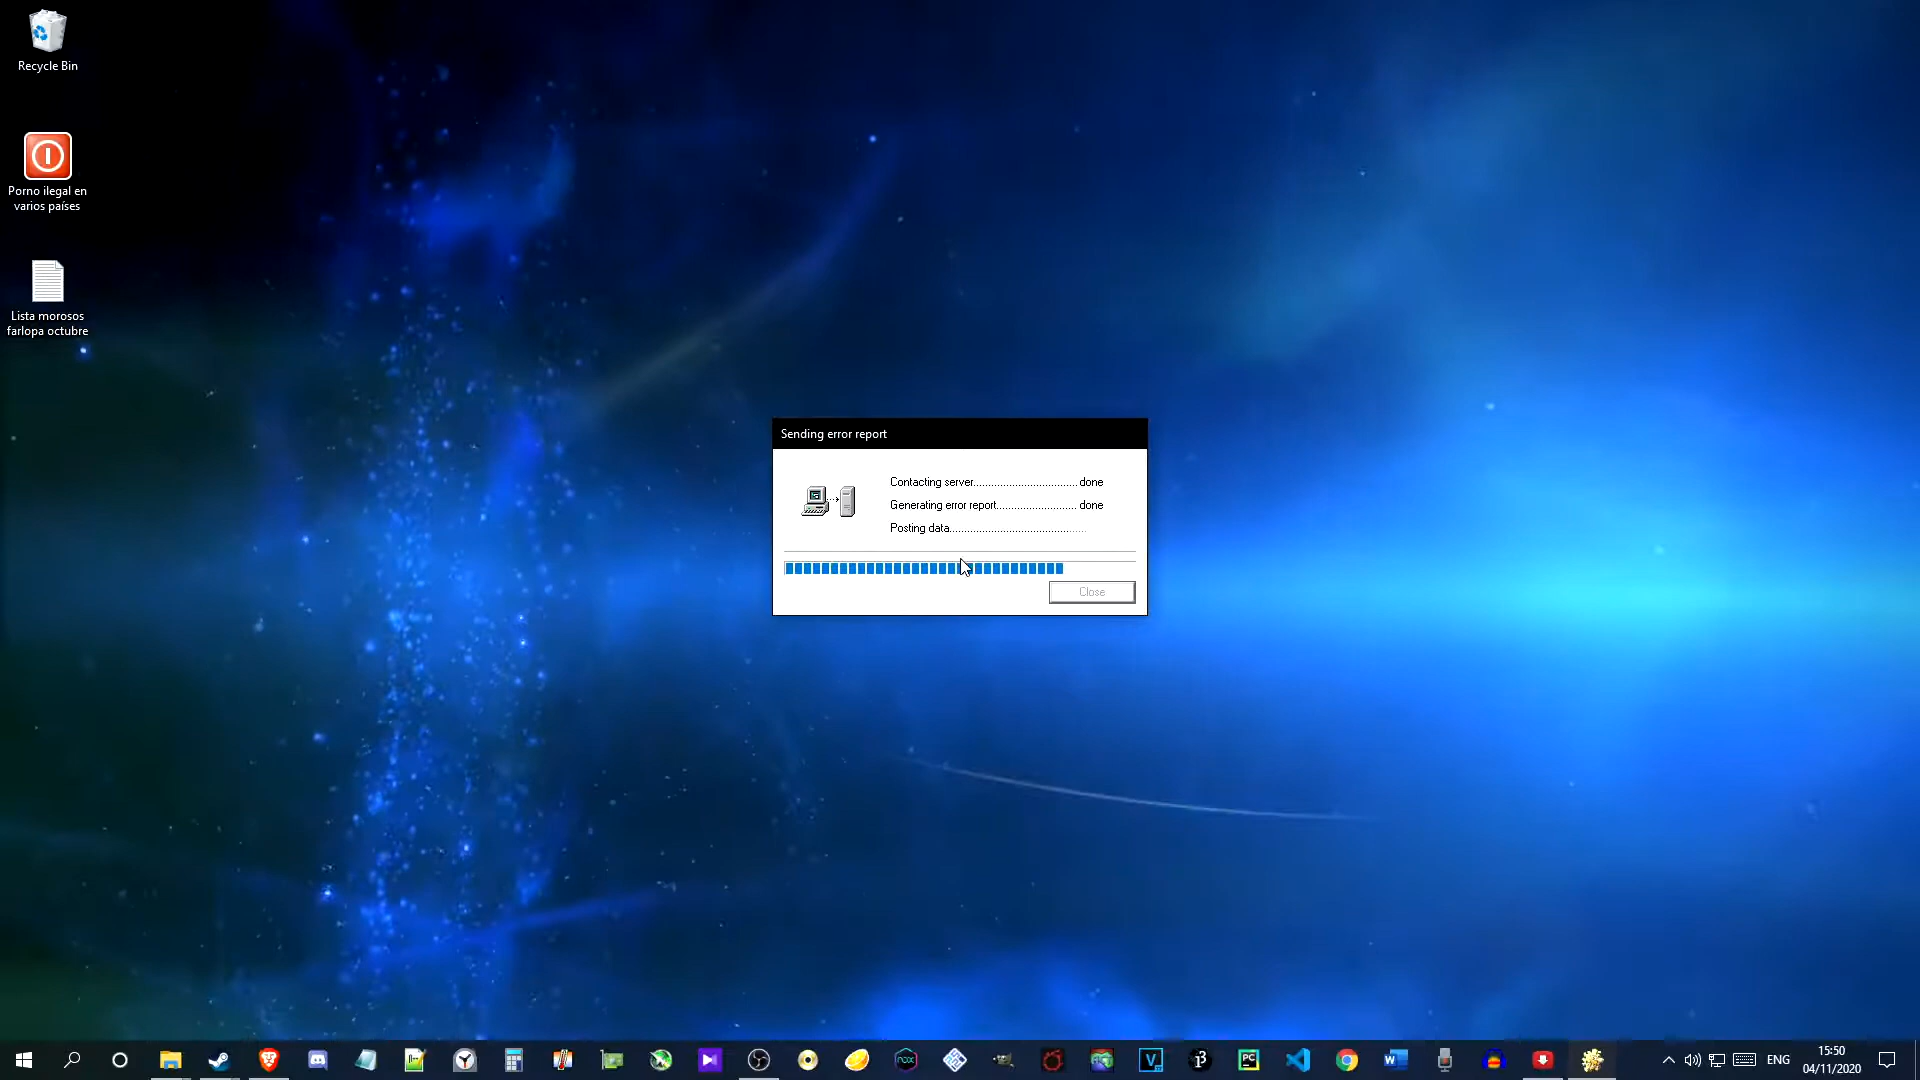 Recycle Bin
Porno ilegal en
varios países
Lista morosos
farlopa octubre
Sending error report
Contacting server................................... done
Generating error report........................... done
Posting data..............................................
Close
ENG
15:50
04/11/2020